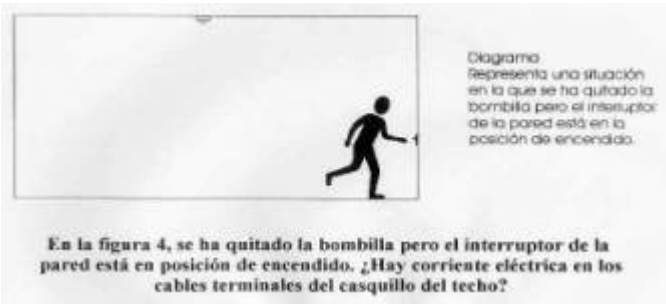 Diagrama
Representa una situación
en la que se ha quitado la
bombilla pero el interruptor
de la pared está en la
posición de encendido.
En la figura 4, se ha quitado la bombilla pero el interruptor de la
pared está en posición de encendido. ¿Hay corriente eléctrica en los
cables terminales del casquillo del techo?